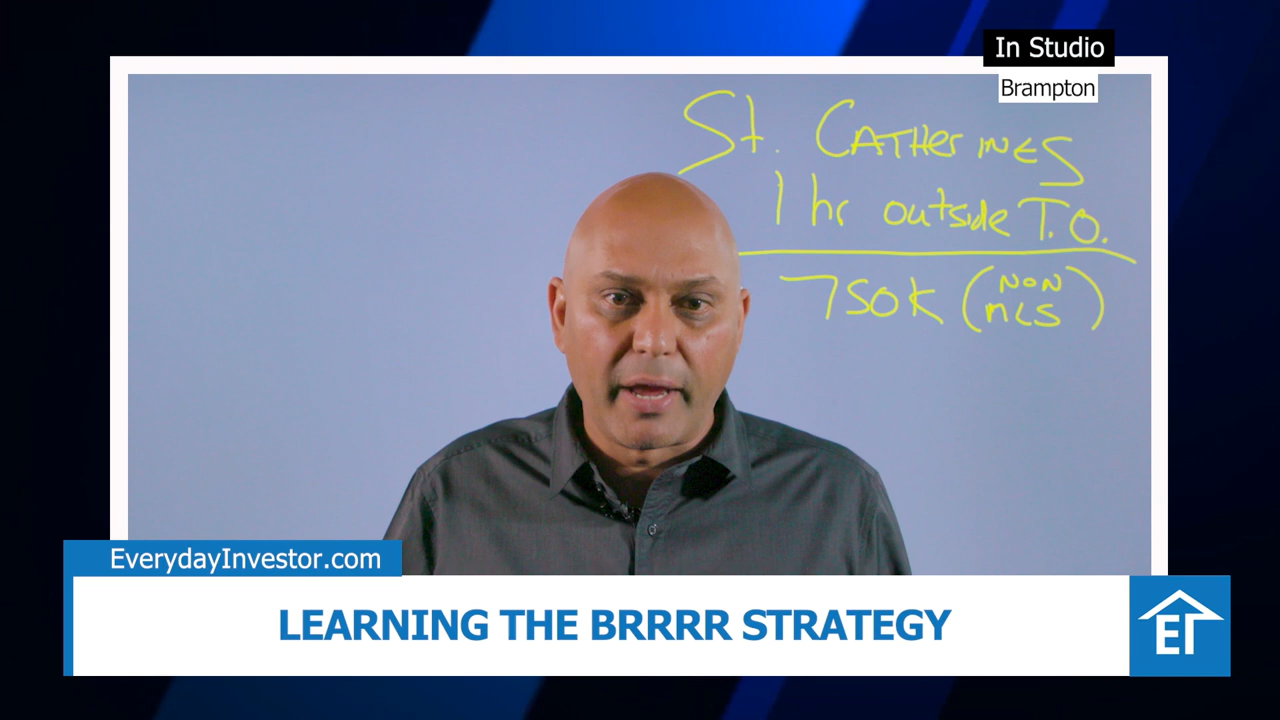 In Studio
Brampton
St. CATHerINES
1 hr outside T.O.
750K (NON MLS)
EverydayInvestor.com
LEARNING THE BRRRR STRATEGY
EI